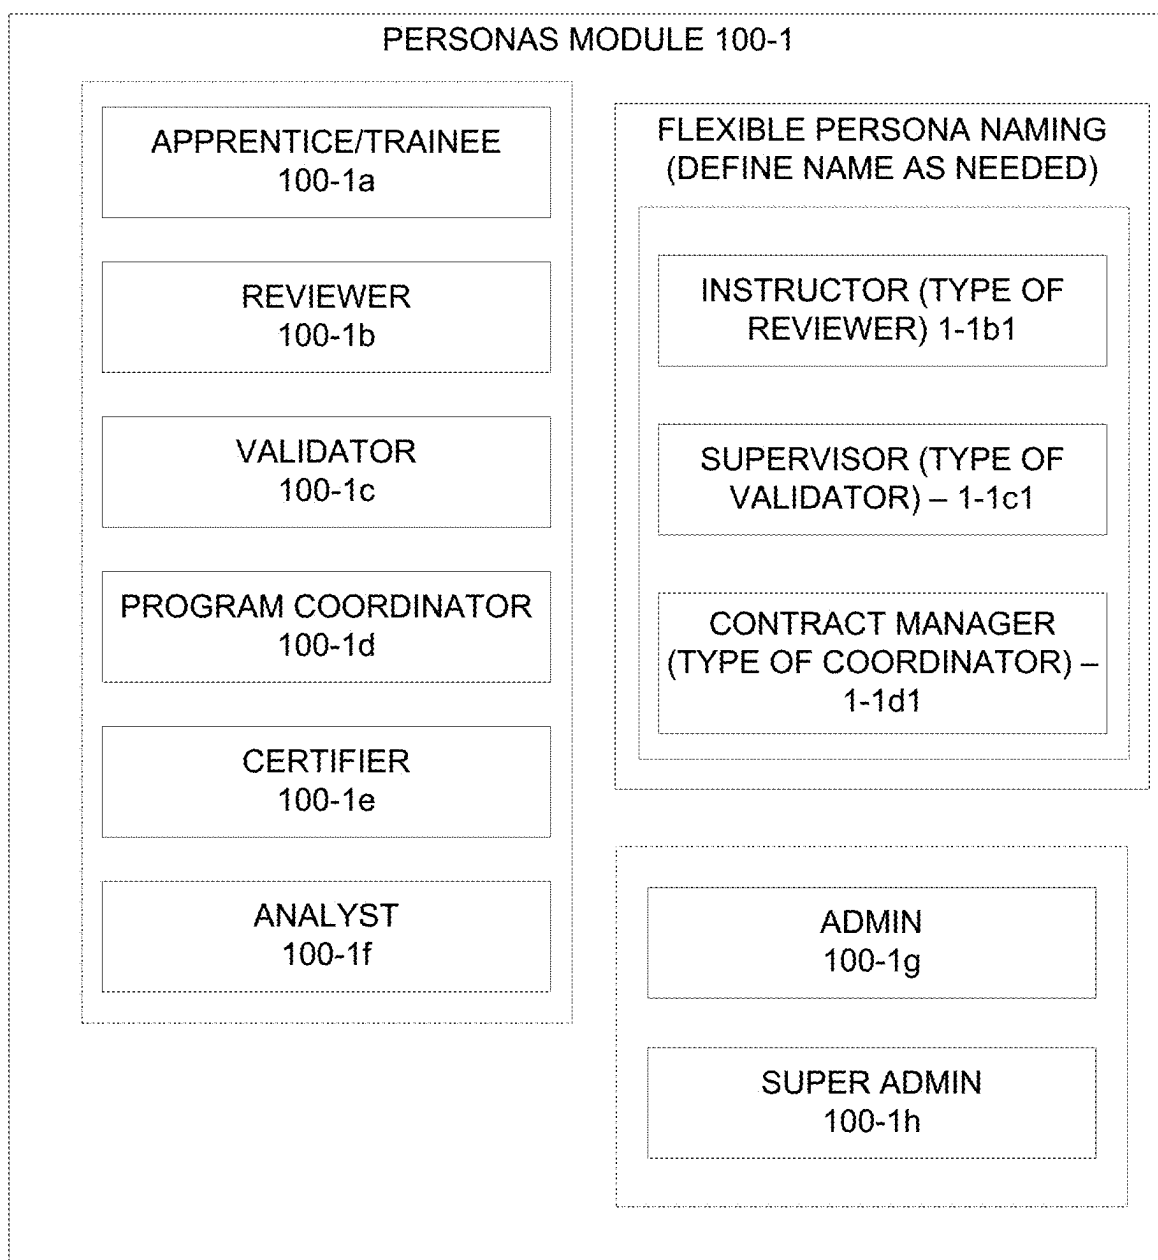 PERSONAS MODULE 100-1
APPRENTICE/TRAINEE
100-1a
REVIEWER
100-1b
VALIDATOR
100-1c
PROGRAM COORDINATOR
100-1d
CERTIFIER
100-1e
ANALYST
100-1f
FLEXIBLE PERSONA NAMING
(DEFINE NAME AS NEEDED)
INSTRUCTOR (TYPE OF
REVIEWER) 1-1b1
SUPERVISOR (TYPE OF
VALIDATOR) – 1-1c1
CONTRACT MANAGER
(TYPE OF COORDINATOR) –
1-1d1
ADMIN
100-1g
SUPER ADMIN
100-1h